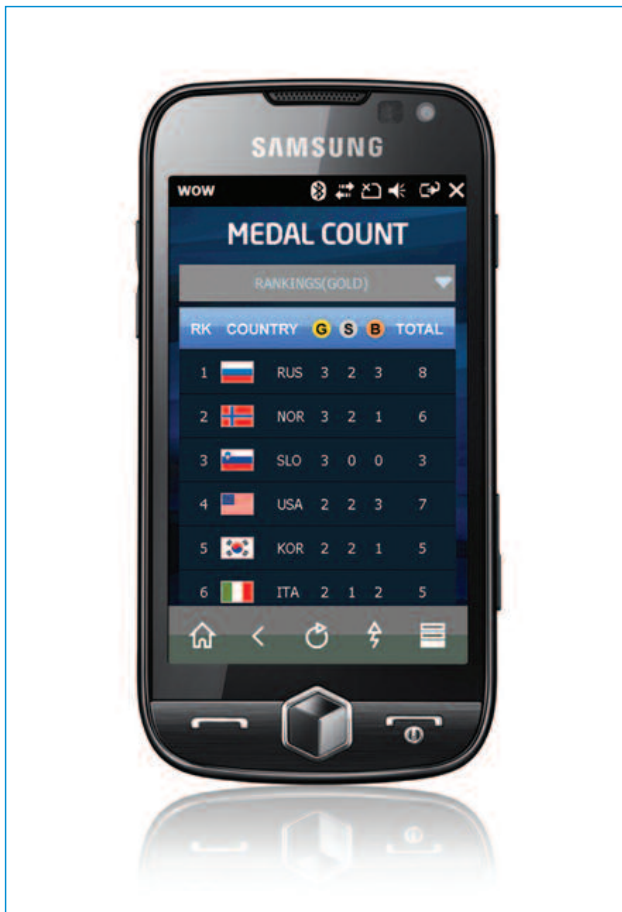 SAMSUNG
WOW
MEDAL COUNT
RANKINGS(GOLD)
RK COUNTRY G S B TOTAL
1 RUS 3 2 3 8
2 NOR 3 2 1 6
3 SLO 3 0 0 3
4 USA 2 2 3 7
5 KOR 2 2 1 5
6 ITA 2 1 2 5